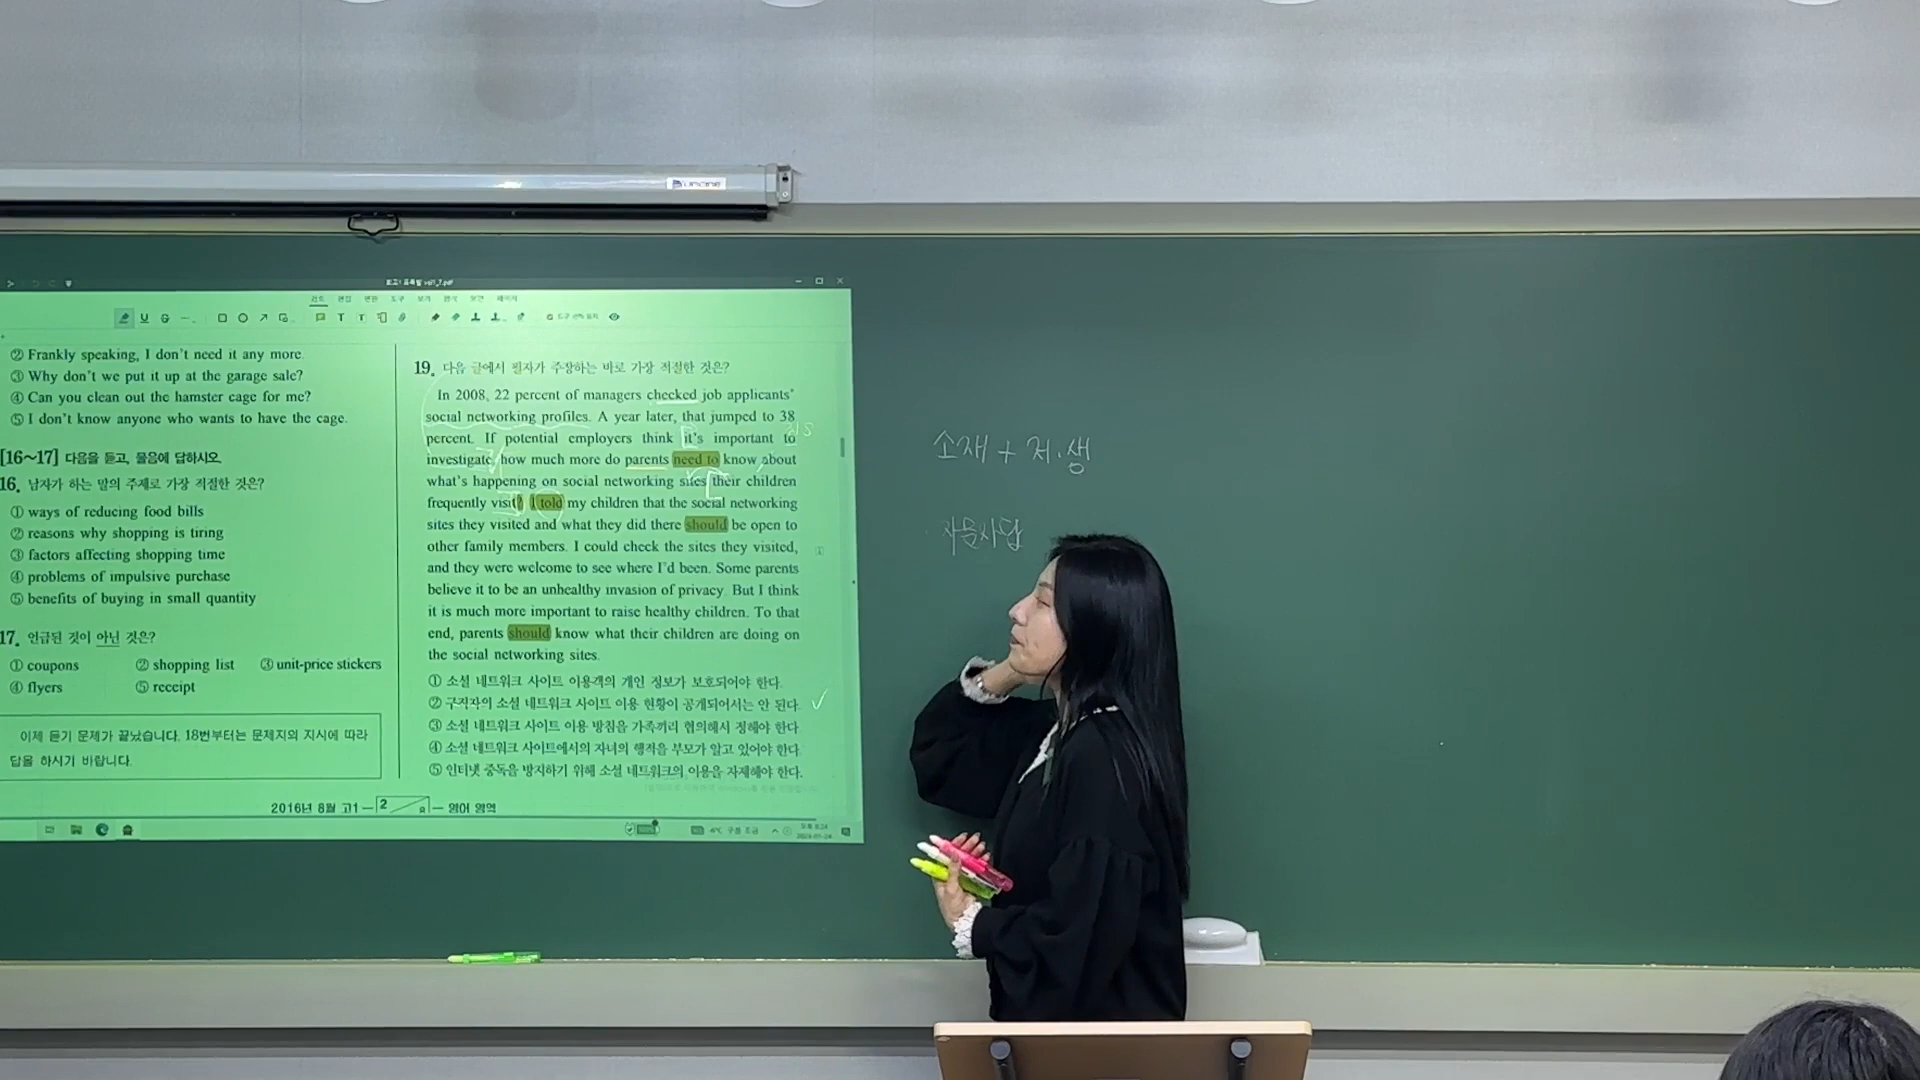 ② Frankly speaking, I don't need it any more.
③ Why don't we put it up at the garage sale?
④ Can you clean out the hamster cage for me?
⑤ I don't know anyone who wants to have the cage.
[16~17] 다음을 듣고, 물음에 답하시오.
16. 남자가 하는 말의 주제로 가장 적절한 것은?
① ways of reducing food bills
② reasons why shopping is tiring
③ factors affecting shopping time
④ problems of impulsive purchase
⑤ benefits of buying in small quantity
17. 언급된 것이 아닌 것은?
① coupons ② shopping list ③ unit-price stickers
④ flyers ⑤ receipt
이제 듣기 문제가 끝났습니다. 18번부터는 문제지의 지시에 따라
답을 하시기 바랍니다.
19. 다음 글에서 필자가 주장하는 바로 가장 적절한 것은?
In 2008, 22 percent of managers checked job applicants'
social networking profiles. A year later, that jumped to 38
percent. If potential employers think it's important to
investigate, how much more do parents need to know about
what's happening on social networking sites their children
frequently visit? I told my children that the social networking
sites they visited and what they did there should be open to
other family members. I could check the sites they visited,
and they were welcome to see where I'd been. Some parents
believe it to be an unhealthy invasion of privacy. But I think
it is much more important to raise healthy children. To that
end, parents should know what their children are doing on
the social networking sites.
① 소셜 네트워크 사이트 이용객의 개인 정보가 보호되어야 한다.
② 구직자의 소셜 네트워크 사이트 이용 현황이 공개되어서는 안 된다.
③ 소셜 네트워크 사이트 이용 방침을 가족끼리 협의해서 정해야 한다.
④ 소셜 네트워크 사이트에서의 자녀의 행적을 부모가 알고 있어야 한다.
⑤ 인터넷 중독을 방지하기 위해 소셜 네트워크의 이용을 자제해야 한다.
2016년 8월 고1 — 2 — 영어 영역
소재 + 저·생
자문자답